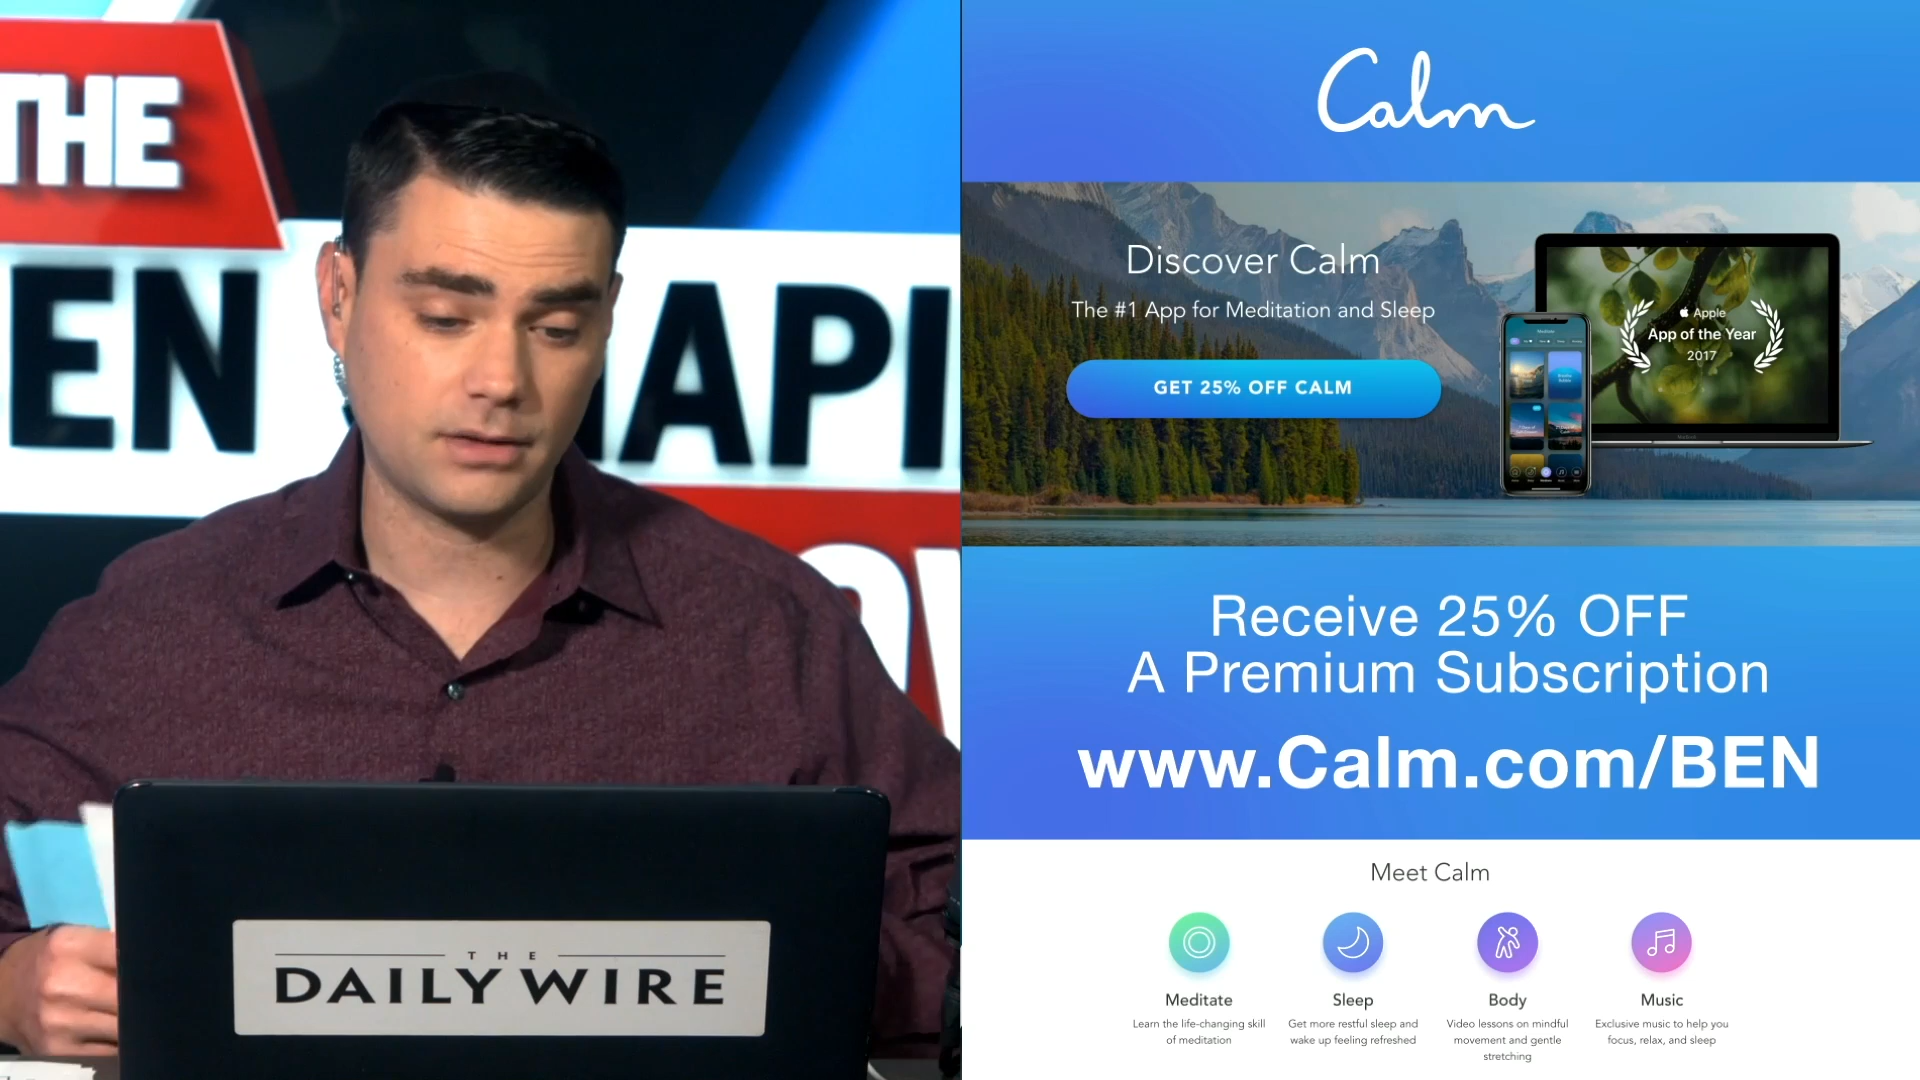 THE
EN
HAPI
THE
DAILY WIRE
Calm
Discover Calm
The #1 App for Meditation and Sleep
GET 25% OFF CALM
Apple
App of the Year
2017
Receive 25% OFF
A Premium Subscription
www.Calm.com/BEN
Meet Calm
Meditate
Learn the life-changing skill
of meditation
Sleep
Get more restful sleep and
wake up feeling refreshed
Body
Video lessons on mindful
movement and gentle
stretching
Music
Exclusive music to help you
focus, relax, and sleep